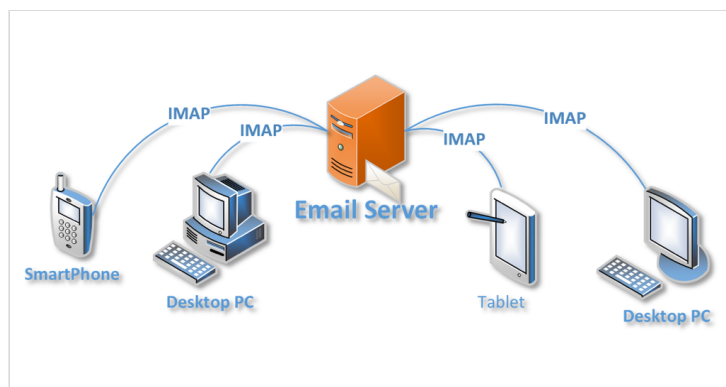 IMAP
IMAP
IMAP
IMAP
Email Server
SmartPhone
Desktop PC
Tablet
Desktop PC